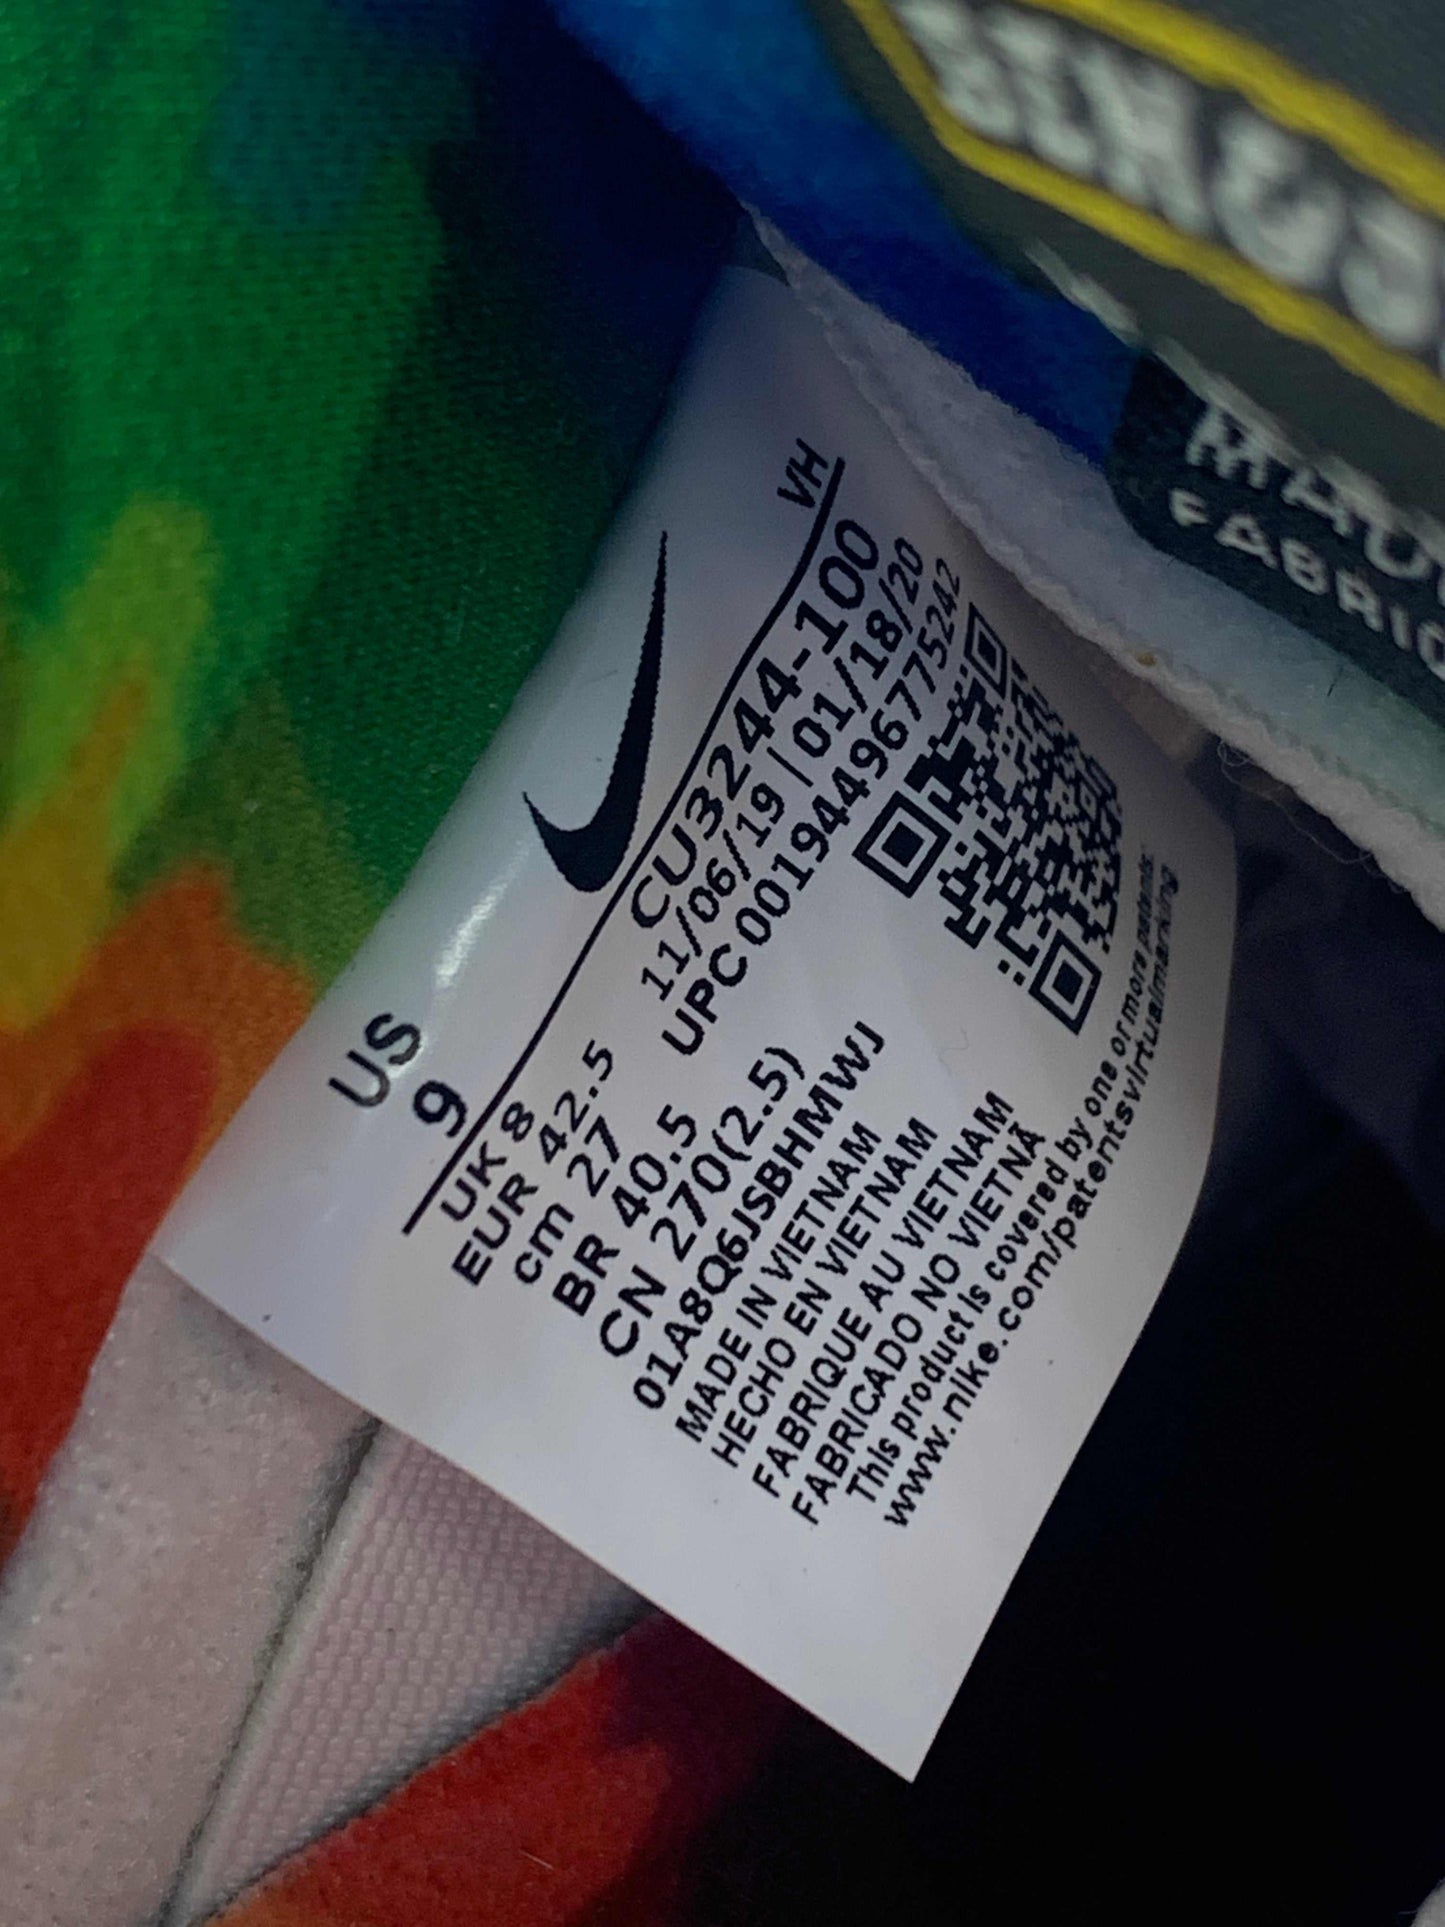 VH
US
9
CU3244-100
11/06/19 | 01/18/20
UPC 00194496775242
UK 8
EUR 42.5
cm 27
BR 40.5
CN 270(2.5)
01A8Q6JSBHMWJ
MADE IN VIETNAM
HECHO EN VIETNAM
FABRIQUE AU VIETNAM
FABRICADO NO VIETNÃ
This product is covered by one or more patents:
www.nike.com/patentsvirtualmarking